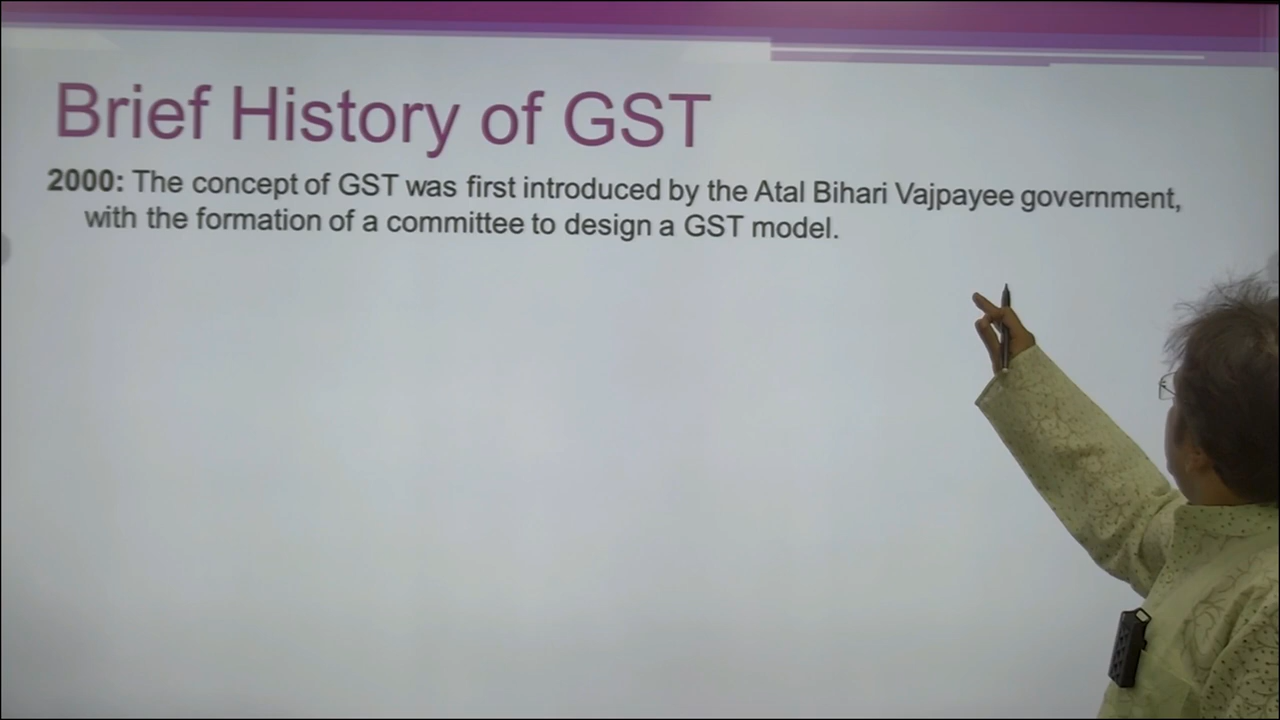 Brief History of GST
2000: The concept of GST was first introduced by the Atal Bihari Vajpayee government,
with the formation of a committee to design a GST model.